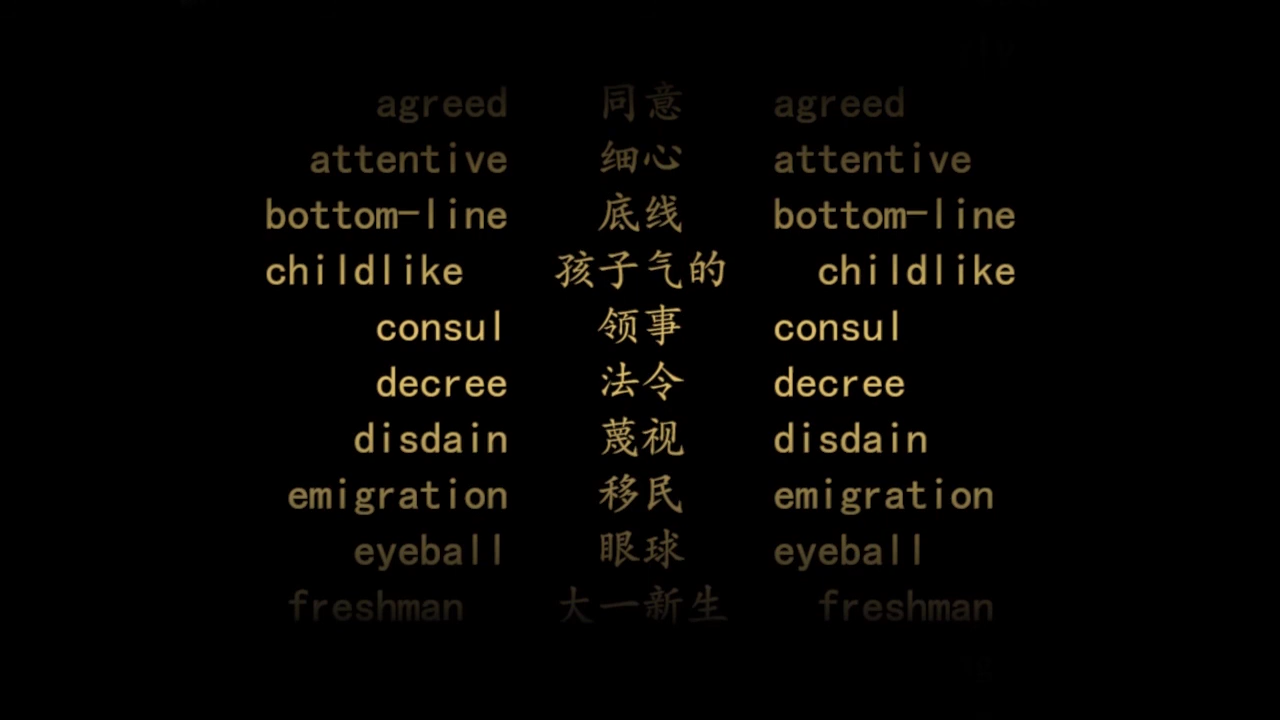 agreed 同意 agreed
attentive 细心 attentive
bottom-line 底线 bottom-line
childlike 孩子气的 childlike
consul 领事 consul
decree 法令 decree
disdain 蔑视 disdain
emigration 移民 emigration
eyeball 眼球 eyeball
freshman 大一新生 freshman